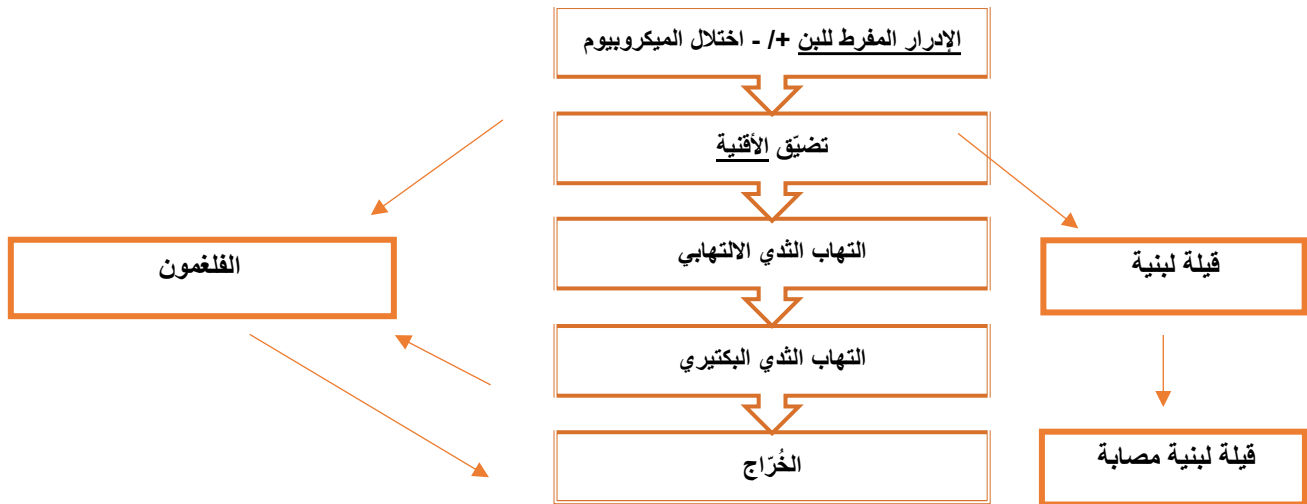 الإدرار المفرط للبن +/ - اختلال الميكروبيوم
تضيّق الأقنية
التهاب الثدي الالتهابي
الفلغمون
قيلة لبنية
التهاب الثدي البكتيري
الخُرّاج
قيلة لبنية مصابة